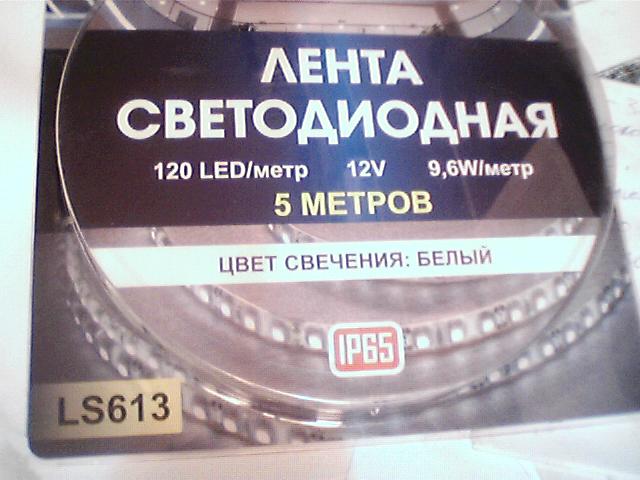 ЛЕНТА
СВЕТОДИОДНАЯ
120 LED/метр 12V 9,6W/метр
5 МЕТРОВ
ЦВЕТ СВЕЧЕНИЯ: БЕЛЫЙ
IP65
LS613